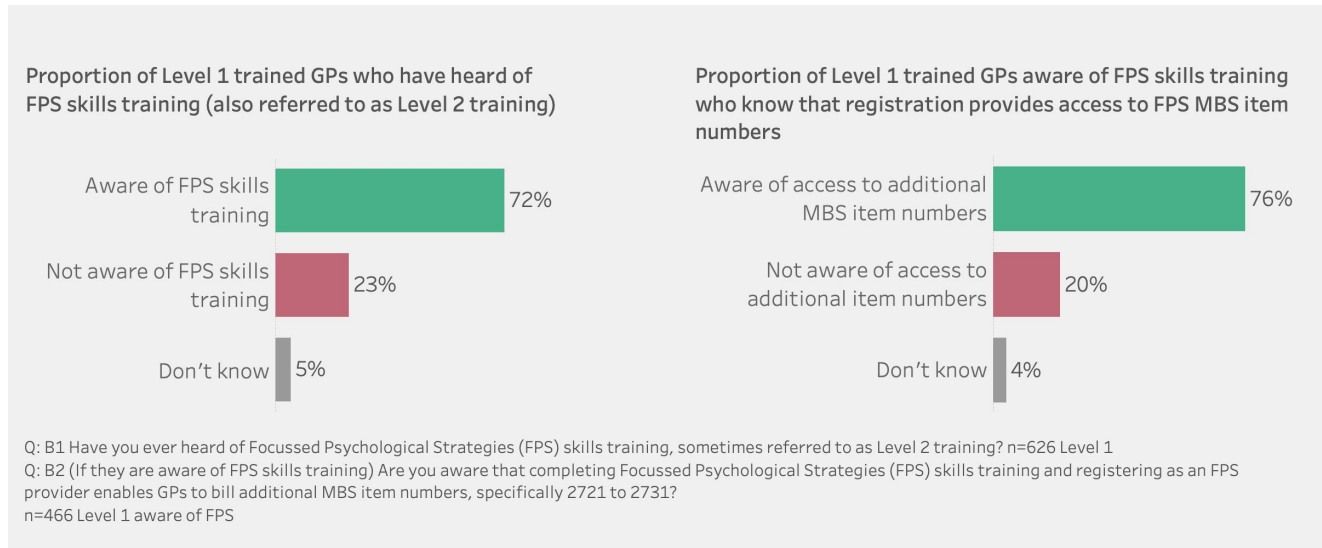 Proportion of Level 1 trained GPs who have heard of
FPS skills training (also referred to as Level 2 training)
Aware of FPS skills
training
72%
Not aware of FPS skills
training
23%
Don't know
5%
Proportion of Level 1 trained GPs aware of FPS skills training
who know that registration provides access to FPS MBS item
numbers
Aware of access to additional
MBS item numbers
76%
Not aware of access to
additional item numbers
20%
Don't know
4%
Q: B1 Have you ever heard of Focussed Psychological Strategies (FPS) skills training, sometimes referred to as Level 2 training? n=626 Level 1
Q: B2 (If they are aware of FPS skills training) Are you aware that completing Focussed Psychological Strategies (FPS) skills training and registering as an FPS
provider enables GPs to bill additional MBS item numbers, specifically 2721 to 2731?
n=466 Level 1 aware of FPS